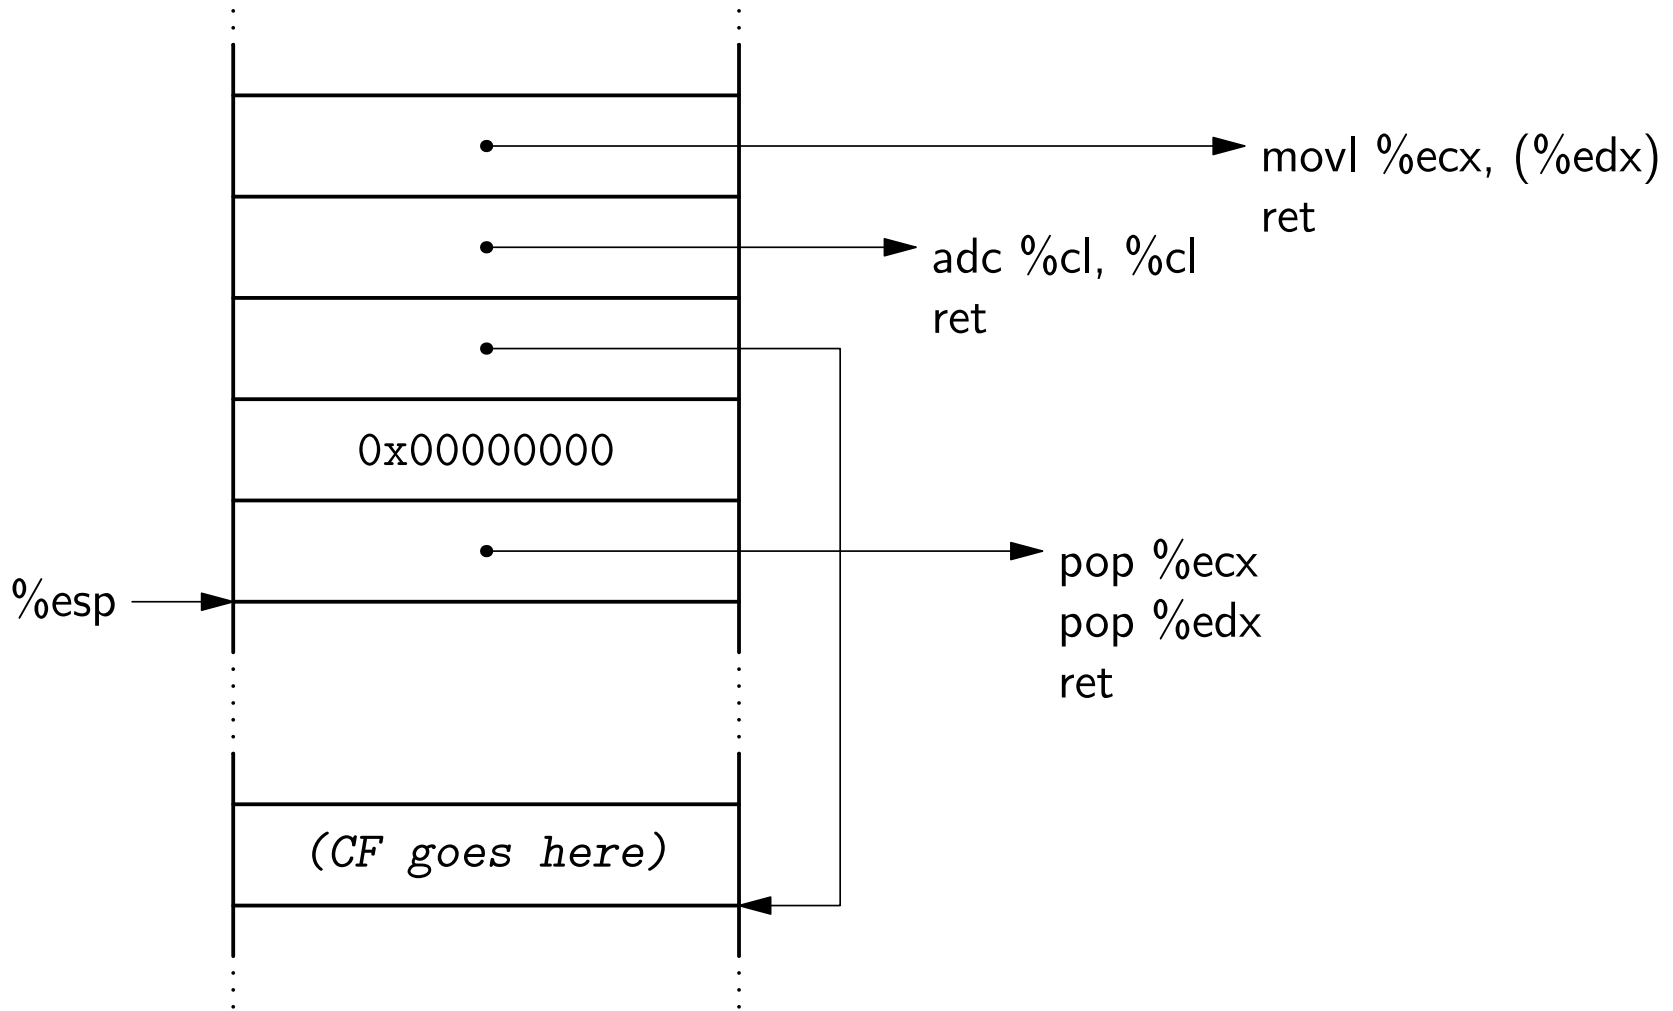 movl %ecx, (%edx)
ret
adc %cl, %cl
ret
0x00000000
%esp
pop %ecx
pop %edx
ret
(CF goes here)